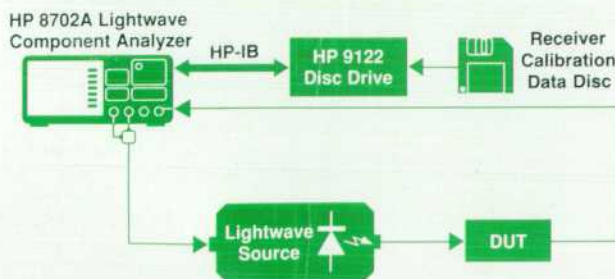 HP 8702A Lightwave
Component Analyzer
HP-IB
HP 9122
Disc Drive
Receiver
Calibration
Data Disc
Lightwave
Source
DUT